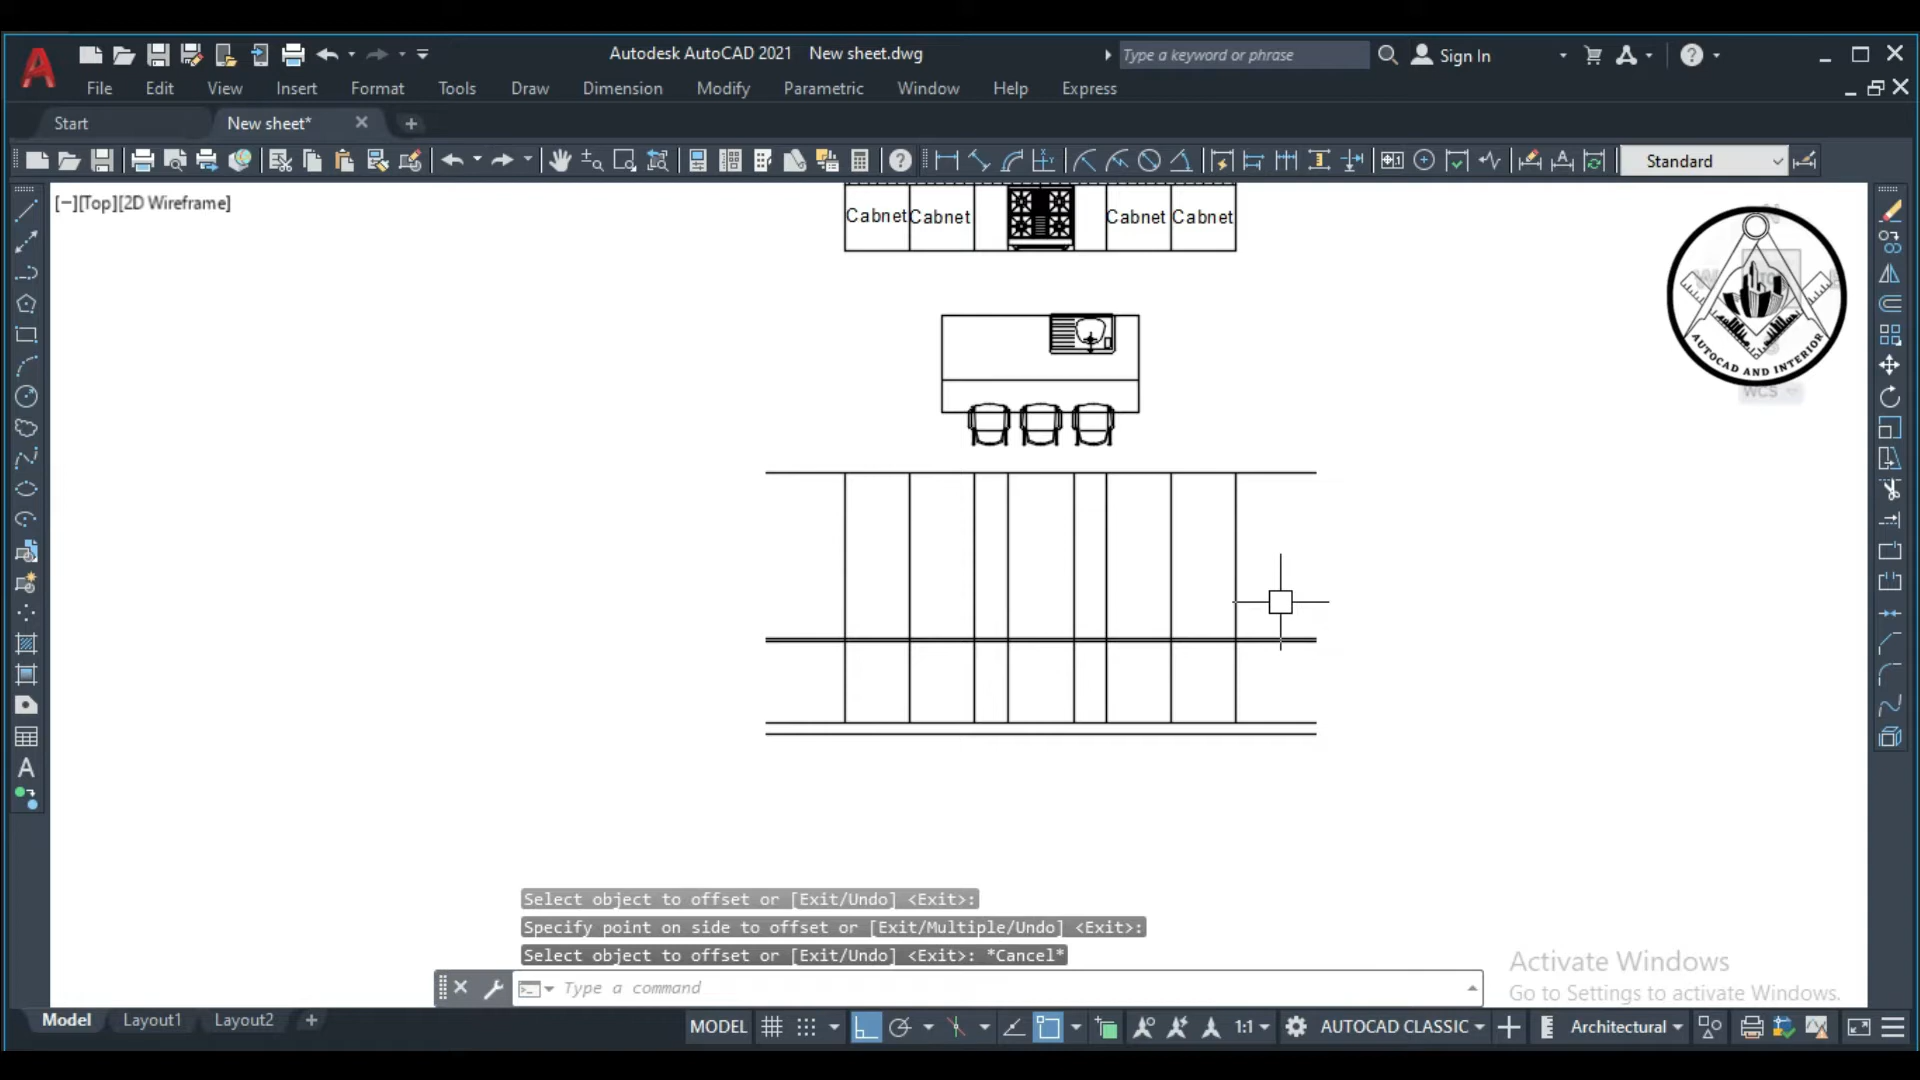 Autodesk AutoCAD 2021 New sheet.dwg
Type a keyword or phrase
Sign In
File Edit View Insert Format Tools Draw Dimension Modify Parametric Window Help Express
Start New sheet*
Standard
[−][Top][2D Wireframe]
Cabnet Cabnet Cabnet Cabnet
AUTOCAD AND INTERIOR
WCS
Select object to offset or [Exit/Undo] <Exit>:
Specify point on side to offset or [Exit/Multiple/Undo] <Exit>:
Select object to offset or [Exit/Undo] <Exit>: *Cancel*
Type a command
Activate Windows
Go to Settings to activate Windows.
Model Layout1 Layout2
MODEL 1:1 AUTOCAD CLASSIC Architectural